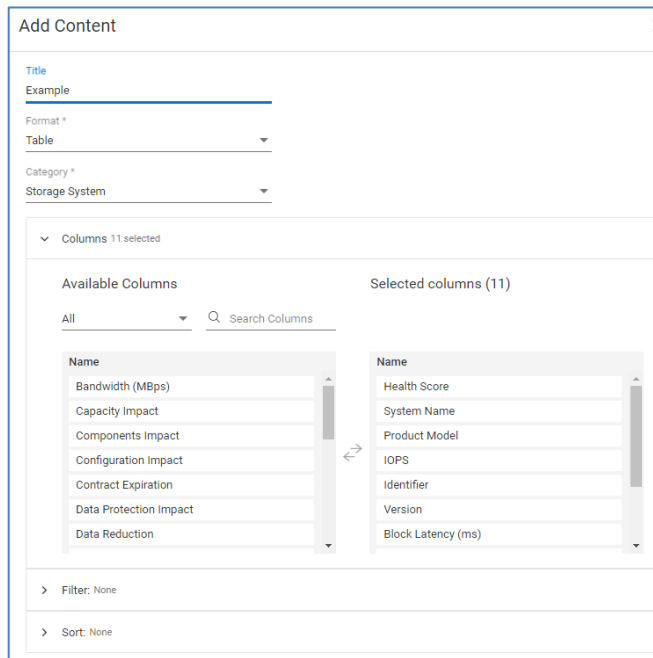 Add Content
Title
Example
Format *
Table
Category *
Storage System
Columns 11 selected
Available Columns
Selected columns (11)
All
Search Columns
Name
Bandwidth (MBps)
Capacity Impact
Components Impact
Configuration Impact
Contract Expiration
Data Protection Impact
Data Reduction
Name
Health Score
System Name
Product Model
IOPS
Identifier
Version
Block Latency (ms)
Filter: None
Sort: None